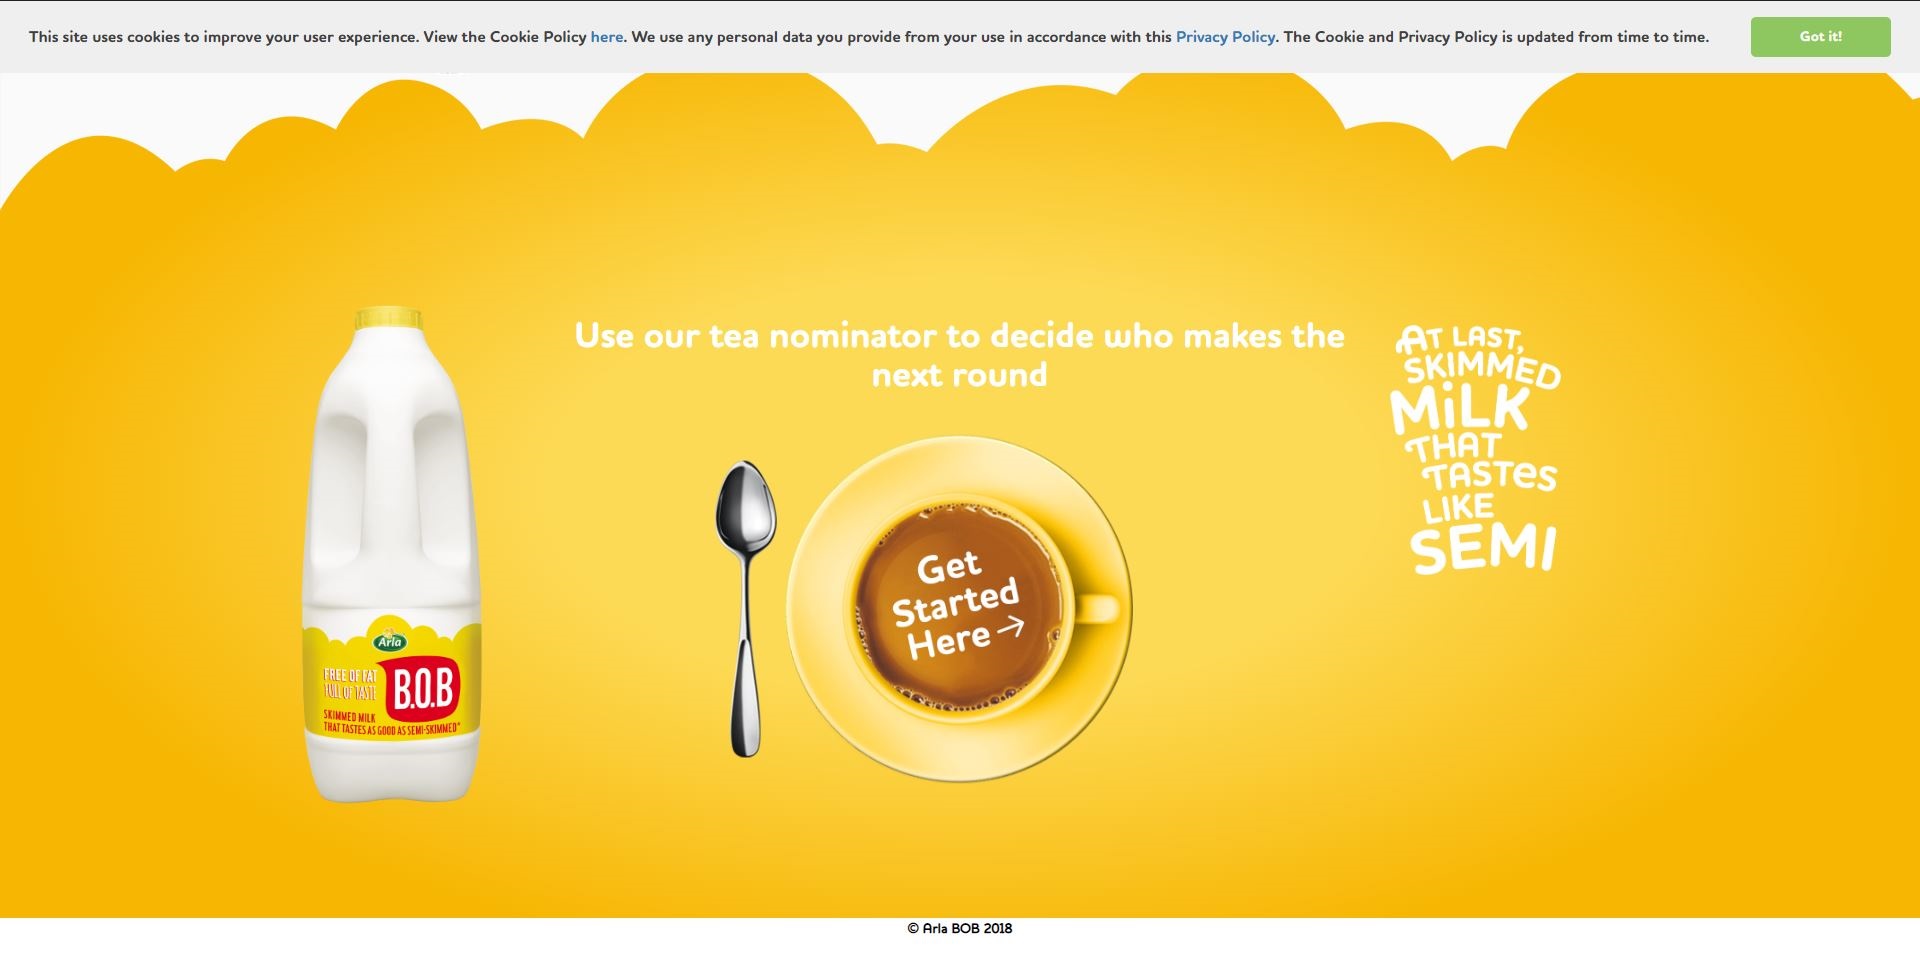 This site uses cookies to improve your user experience. View the Cookie Policy here. We use any personal data you provide from your use in accordance with this Privacy Policy. The Cookie and Privacy Policy is updated from time to time.
Got it!
Use our tea nominator to decide who makes the
next round
AT LAST,
SKIMMED
MiLK
THAT
TASTes
LIKE
SEMI
Get
Started
Here →
Arla
FREE OF FAT
FULL OF TASTE
B.O.B
SKIMMED MILK
THAT TASTES AS GOOD AS SEMI-SKIMMED*
© Arla BOB 2018